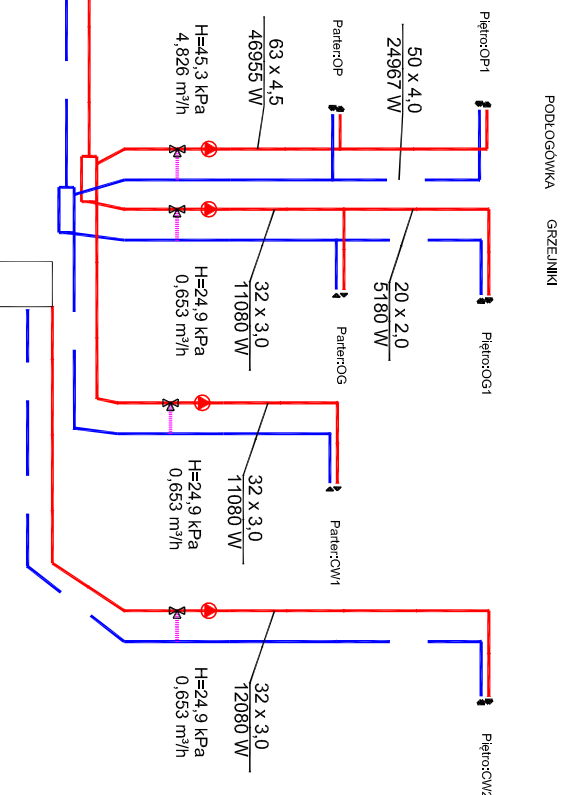 PODŁOGÓWKA
GRZEJNIKI
Piętro:OP1
50 x 4,0
24967 W
Parter:OP
63 x 4,5
46955 W
H=45,3 kPa
4,826 m³/h
Piętro:OG1
20 x 2,0
5180 W
Parter:OG
32 x 3,0
11080 W
H=24,9 kPa
0,653 m³/h
Parter:CW1
32 x 3,0
11080 W
H=24,9 kPa
0,653 m³/h
Piętro:CW2
32 x 3,0
12080 W
H=24,9 kPa
0,653 m³/h